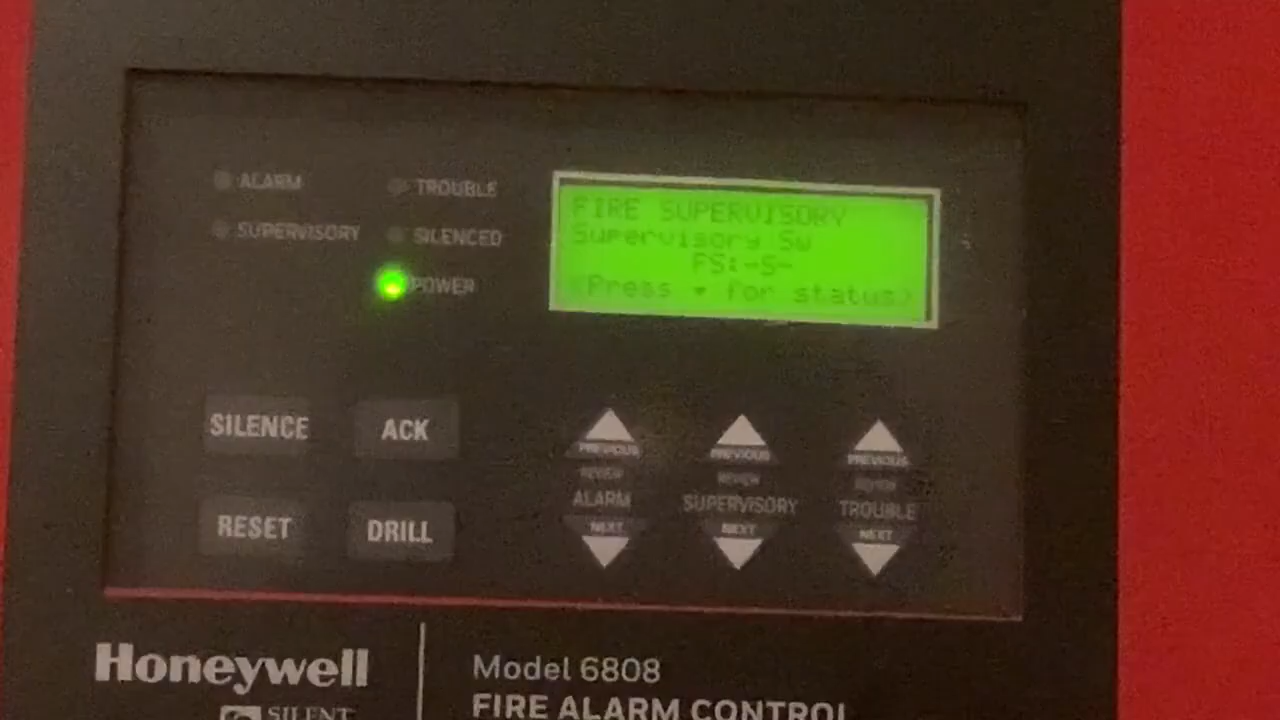 ALARM
TROUBLE
SUPERVISORY
SILENCED
POWER
FIRE SUPERVISORY
Supervisory Sw
FS:-S-
<Press ▾ for status>
SILENCE
ACK
RESET
DRILL
PREVIOUS
REVIEW
ALARM
NEXT
PREVIOUS
REVIEW
SUPERVISORY
NEXT
PREVIOUS
REVIEW
TROUBLE
NEXT
Honeywell
SILENT
Model 6808
FIRE ALARM CONTROL